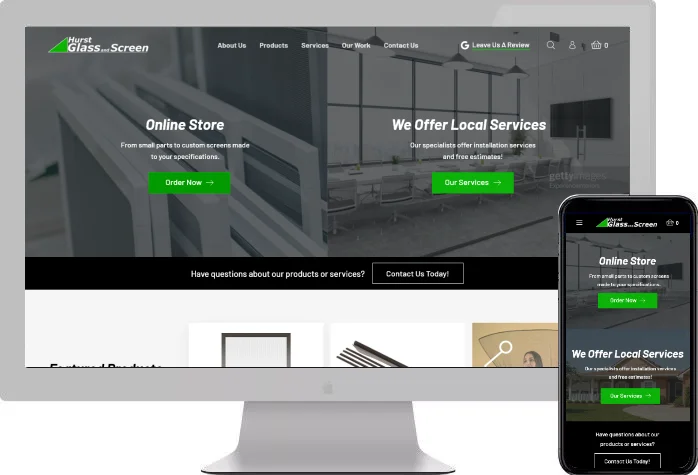 Hurst
Glass and Screen
About Us
Products
Services
Our Work
Contact Us
G Leave Us A Review
0
Online Store
From small parts to custom screens made
to your specifications.
Order Now →
We Offer Local Services
Our specialists offer installation services
and free estimates!
Our Services →
gettyimages
Have questions about our products or services?
Contact Us Today!
Featured Products
Hurst
Glass and Screen
0
Online Store
From small parts to custom screens
made to your specifications.
Order Now →
We Offer Local Services
Our specialists offer installation services
and free estimates!
Our Services →
Have questions about our
products or services?
Contact Us Today!